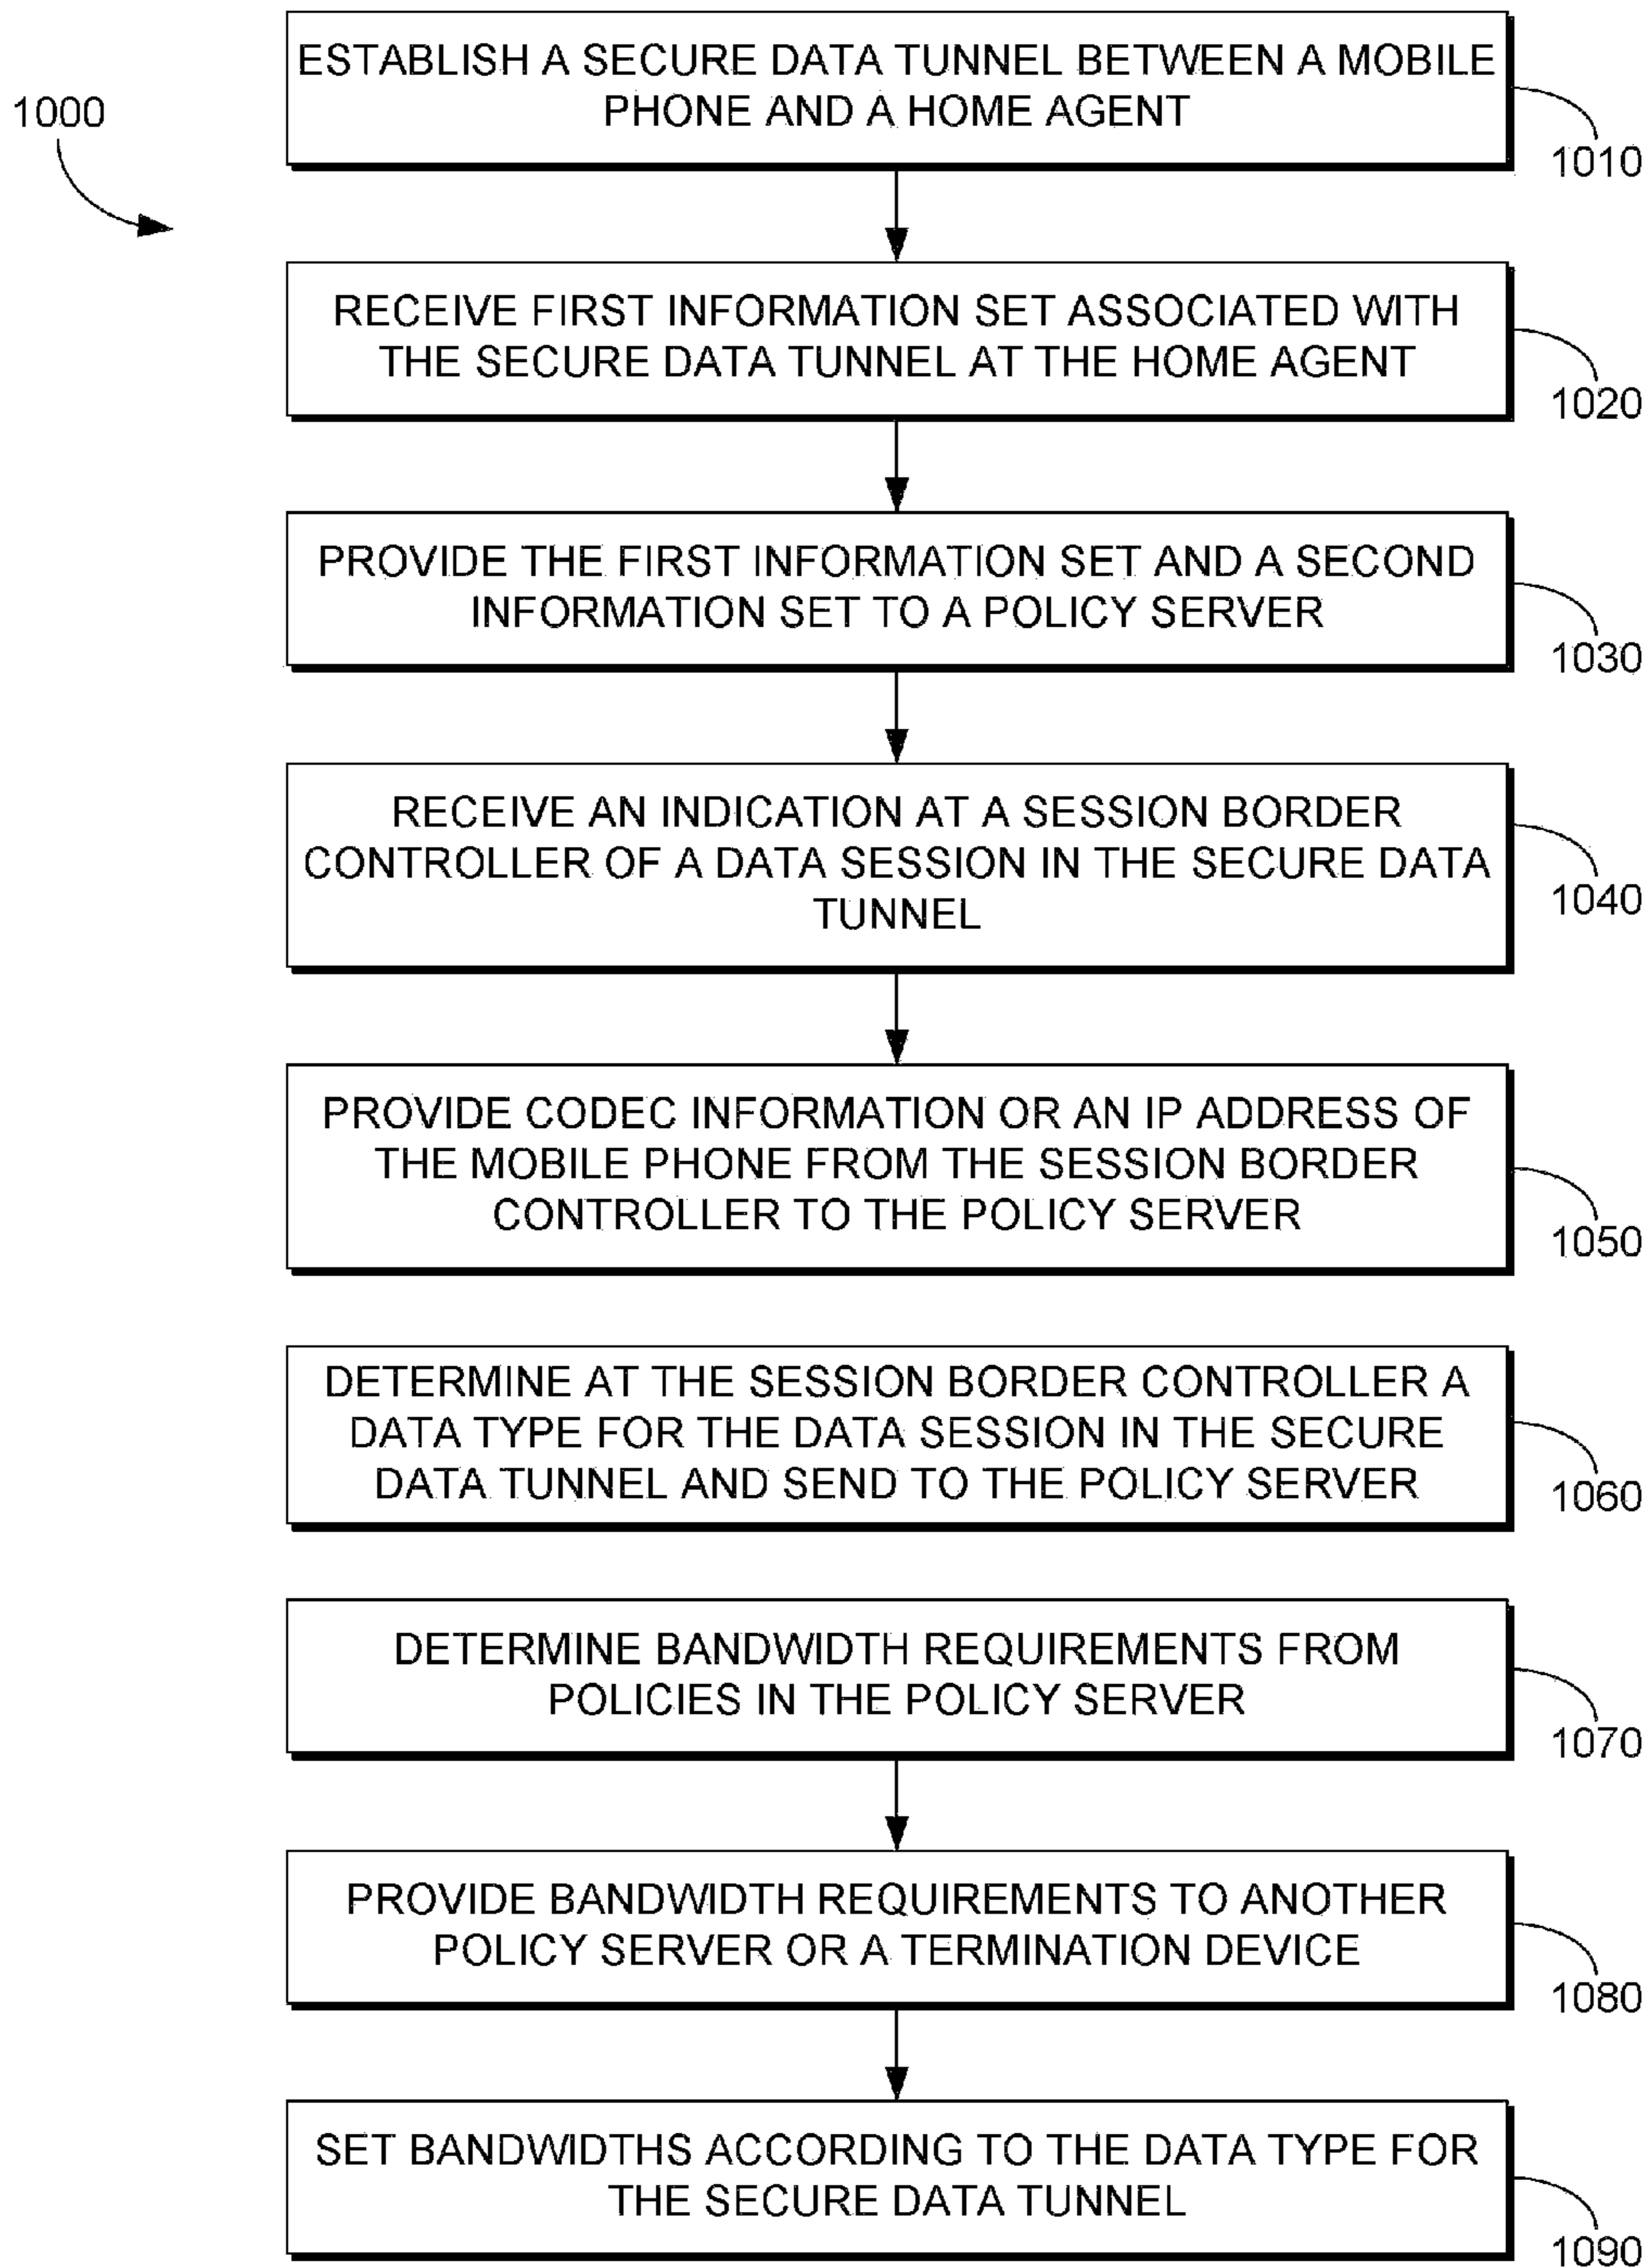 1000
ESTABLISH A SECURE DATA TUNNEL BETWEEN A MOBILE
PHONE AND A HOME AGENT
1010
RECEIVE FIRST INFORMATION SET ASSOCIATED WITH
THE SECURE DATA TUNNEL AT THE HOME AGENT
1020
PROVIDE THE FIRST INFORMATION SET AND A SECOND
INFORMATION SET TO A POLICY SERVER
1030
RECEIVE AN INDICATION AT A SESSION BORDER
CONTROLLER OF A DATA SESSION IN THE SECURE DATA
TUNNEL
1040
PROVIDE CODEC INFORMATION OR AN IP ADDRESS OF
THE MOBILE PHONE FROM THE SESSION BORDER
CONTROLLER TO THE POLICY SERVER
1050
DETERMINE AT THE SESSION BORDER CONTROLLER A
DATA TYPE FOR THE DATA SESSION IN THE SECURE
DATA TUNNEL AND SEND TO THE POLICY SERVER
1060
DETERMINE BANDWIDTH REQUIREMENTS FROM
POLICIES IN THE POLICY SERVER
1070
PROVIDE BANDWIDTH REQUIREMENTS TO ANOTHER
POLICY SERVER OR A TERMINATION DEVICE
1080
SET BANDWIDTHS ACCORDING TO THE DATA TYPE FOR
THE SECURE DATA TUNNEL
1090